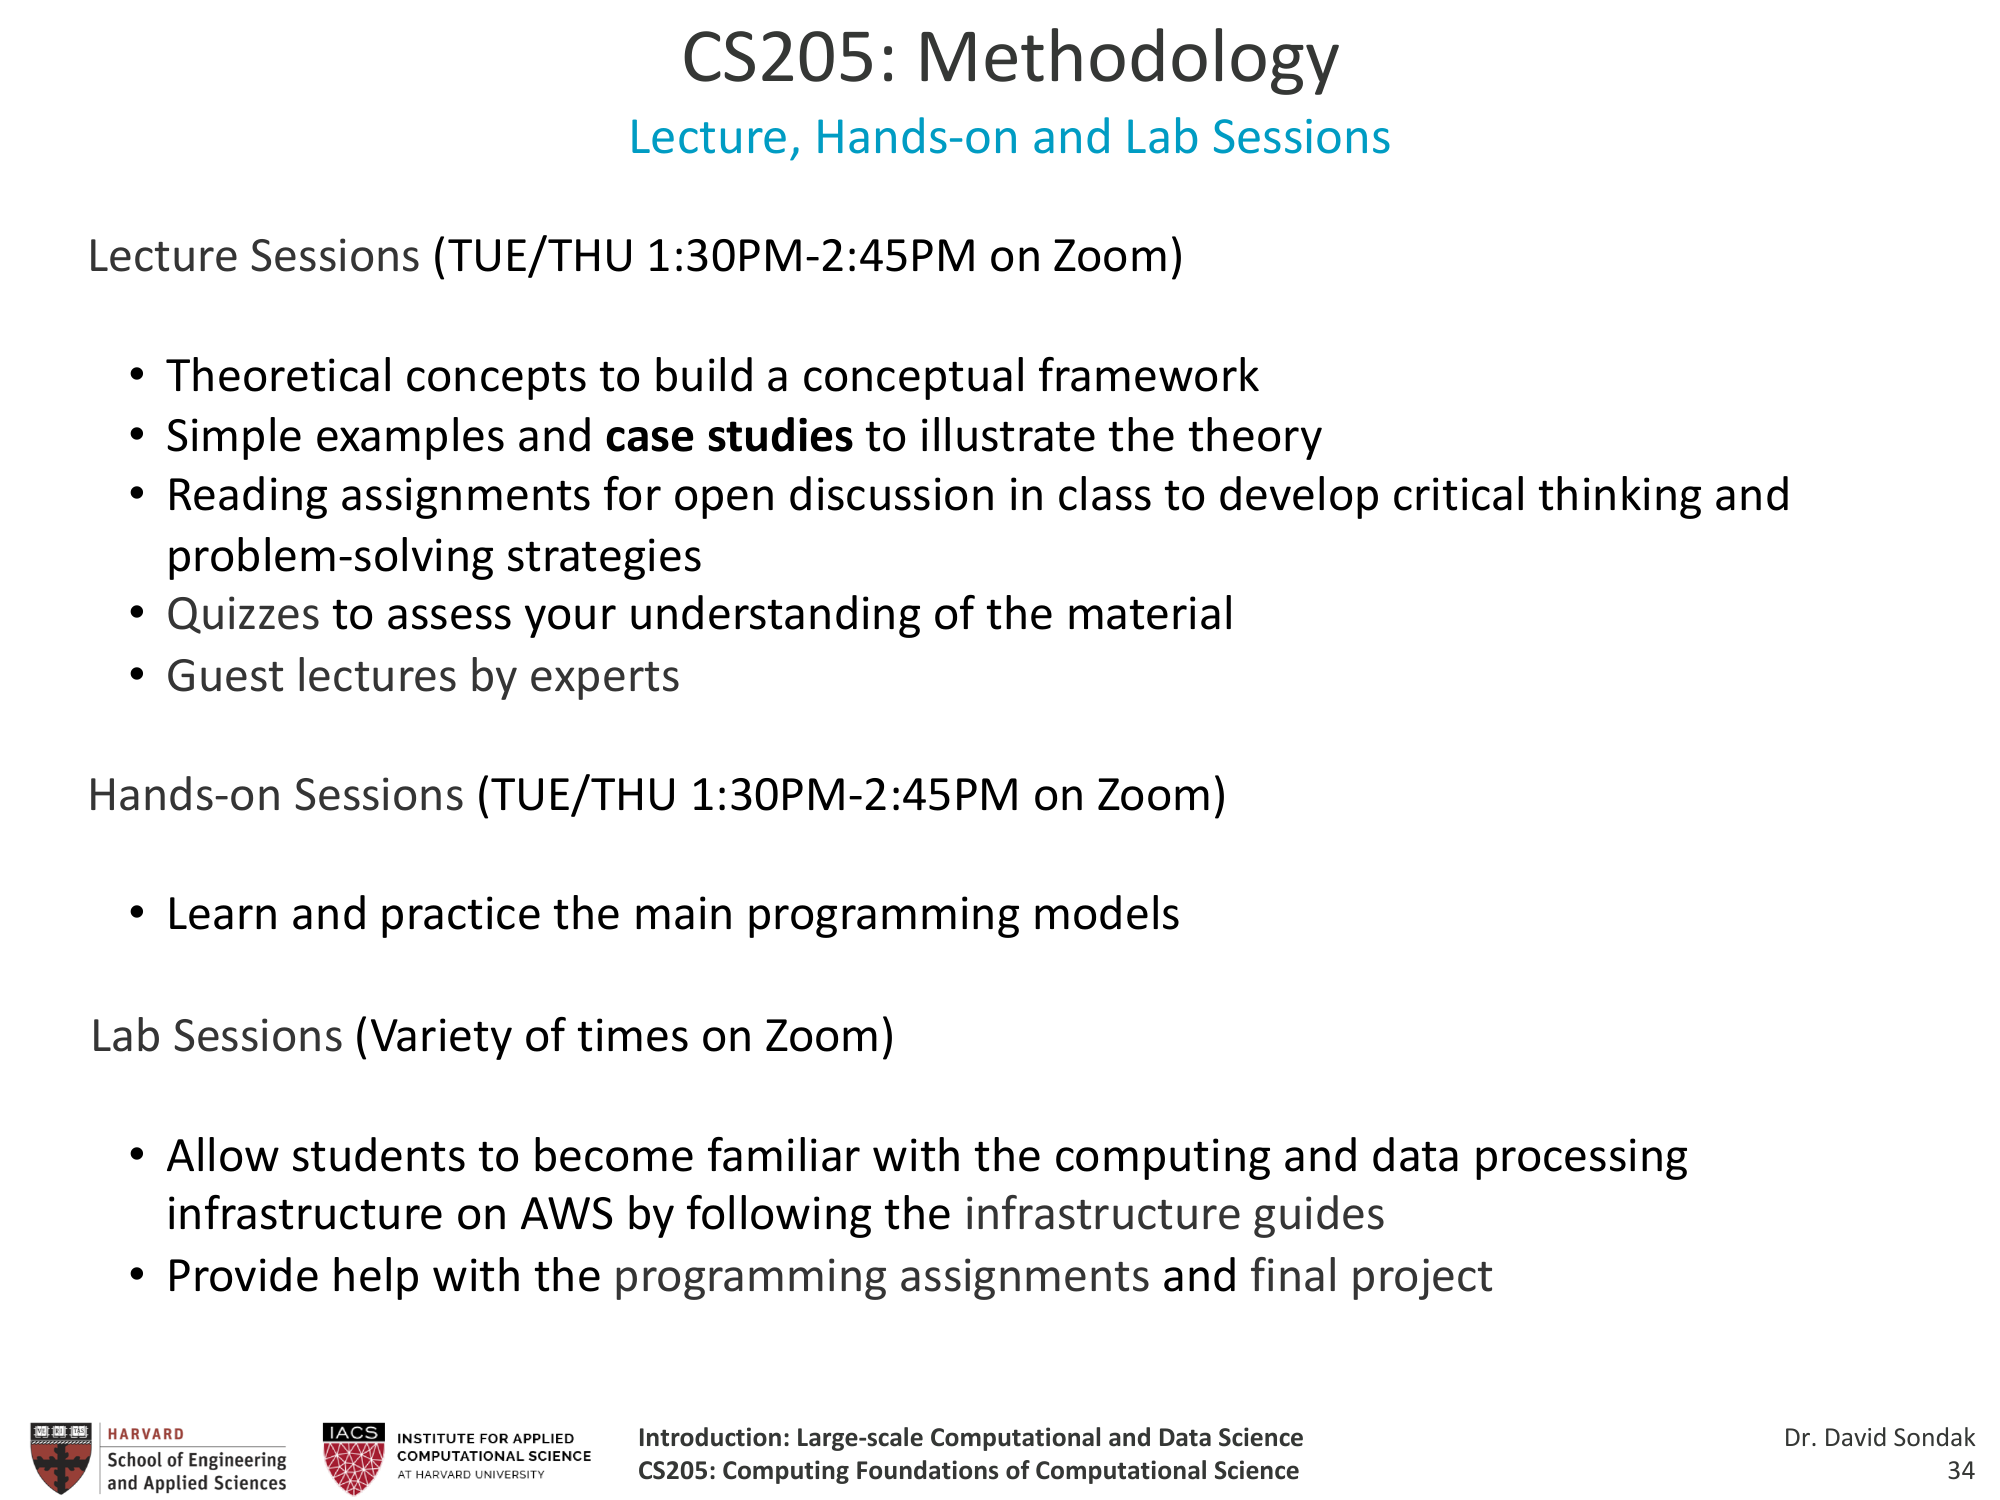 CS205: Methodology
Lecture, Hands-on and Lab Sessions
Lecture Sessions (TUE/THU 1:30PM-2:45PM on Zoom)
• Theoretical concepts to build a conceptual framework
• Simple examples and case studies to illustrate the theory
• Reading assignments for open discussion in class to develop critical thinking and
problem-solving strategies
• Quizzes to assess your understanding of the material
• Guest lectures by experts
Hands-on Sessions (TUE/THU 1:30PM-2:45PM on Zoom)
• Learn and practice the main programming models
Lab Sessions (Variety of times on Zoom)
• Allow students to become familiar with the computing and data processing
infrastructure on AWS by following the infrastructure guides
• Provide help with the programming assignments and final project
HARVARD
School of Engineering
and Applied Sciences
IACS
INSTITUTE FOR APPLIED
COMPUTATIONAL SCIENCE
AT HARVARD UNIVERSITY
Introduction: Large-scale Computational and Data Science
CS205: Computing Foundations of Computational Science
Dr. David Sondak
34